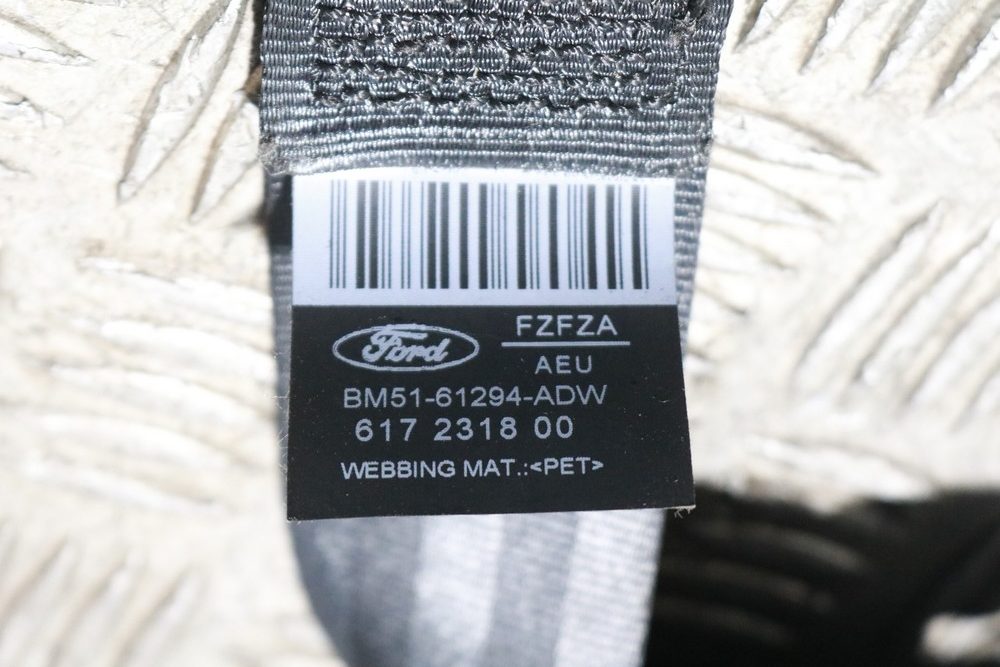 Ford
FZFZA
AEU
BM51-61294-ADW
617 2318 00
WEBBING MAT.:<PET>